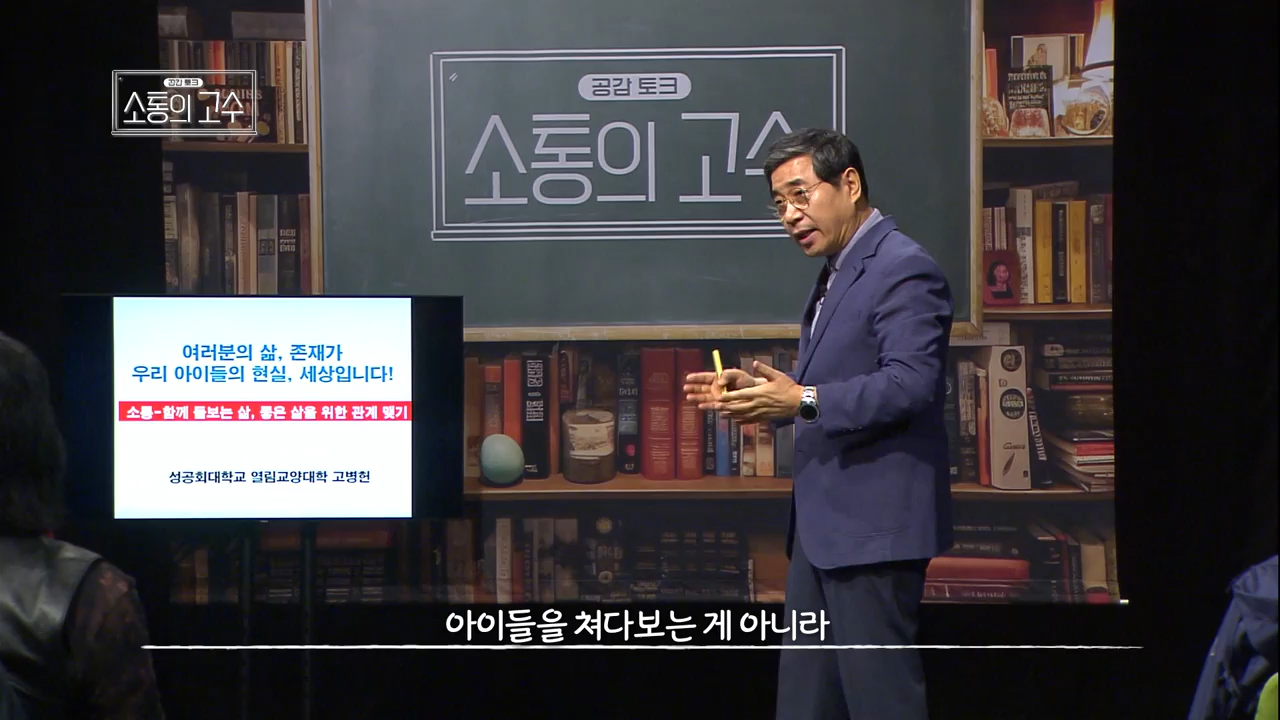 공감 토크
소통의 고수
공감 토크
소통의 고수
여러분의 삶, 존재가
우리 아이들의 현실, 세상입니다!
소통-함께 돌보는 삶, 좋은 삶을 위한 관계 맺기
성공회대학교 열림교양대학 고병헌
아이들을 쳐다보는 게 아니라